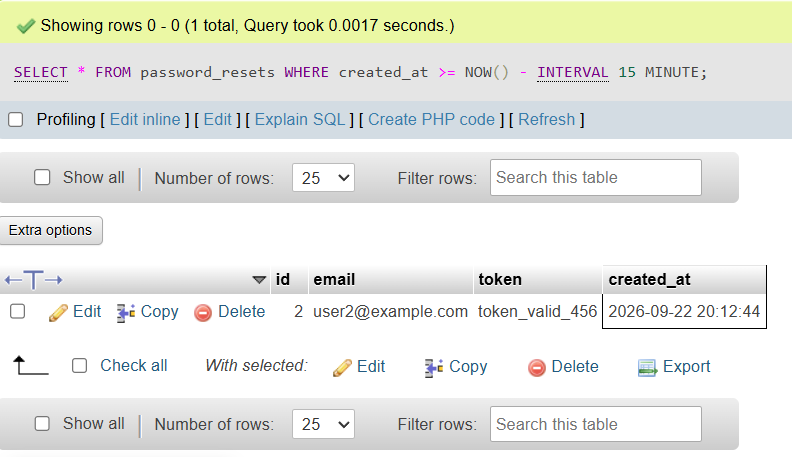 Showing rows 0 - 0 (1 total, Query took 0.0017 seconds.)
SELECT * FROM password_resets WHERE created_at >= NOW() - INTERVAL 15 MINUTE;
Profiling [ Edit inline ] [ Edit ] [ Explain SQL ] [ Create PHP code ] [ Refresh ]
Show all Number of rows: 25 Filter rows: Search this table
Extra options
id email token created_at
Edit Copy Delete 2 user2@example.com token_valid_456 2026-09-22 20:12:44
Check all With selected: Edit Copy Delete Export
Show all Number of rows: 25 Filter rows: Search this table